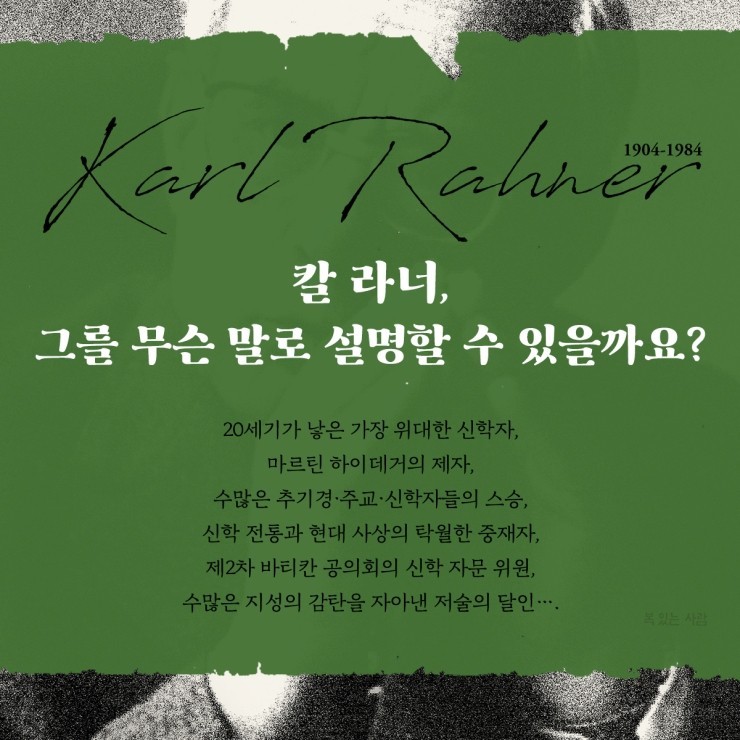 Karl Rahner
1904-1984
칼 라너,
그를 무슨 말로 설명할 수 있을까요?
20세기가 낳은 가장 위대한 신학자,
마르틴 하이데거의 제자,
수많은 추기경·주교·신학자들의 스승,
신학 전통과 현대 사상의 탁월한 중재자,
제2차 바티칸 공의회의 신학 자문 위원,
수많은 지성의 감탄을 자아낸 저술의 달인….
복 있는 사람